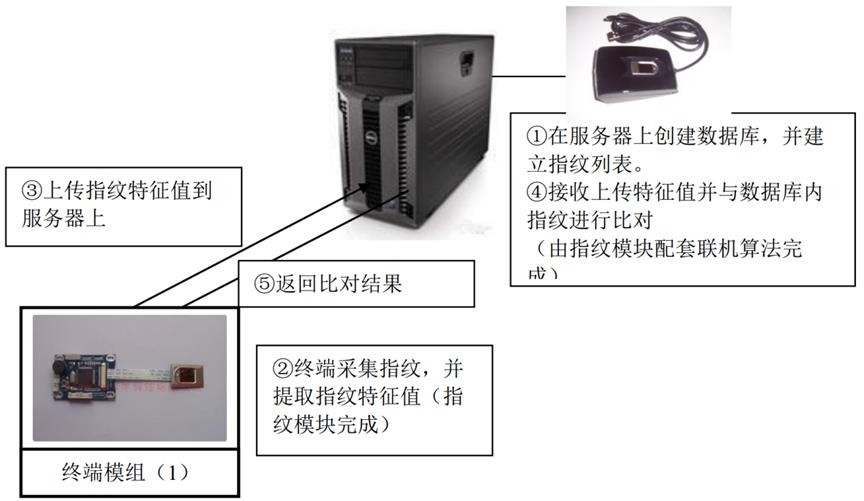 ①在服务器上创建数据库，并建
立指纹列表。
④接收上传特征值并与数据库内
指纹进行比对
（由指纹模块配套联机算法完
成）
③上传指纹特征值到
服务器上
⑤返回比对结果
②终端采集指纹，并
提取指纹特征值（指
纹模块完成）
终端模组（1）